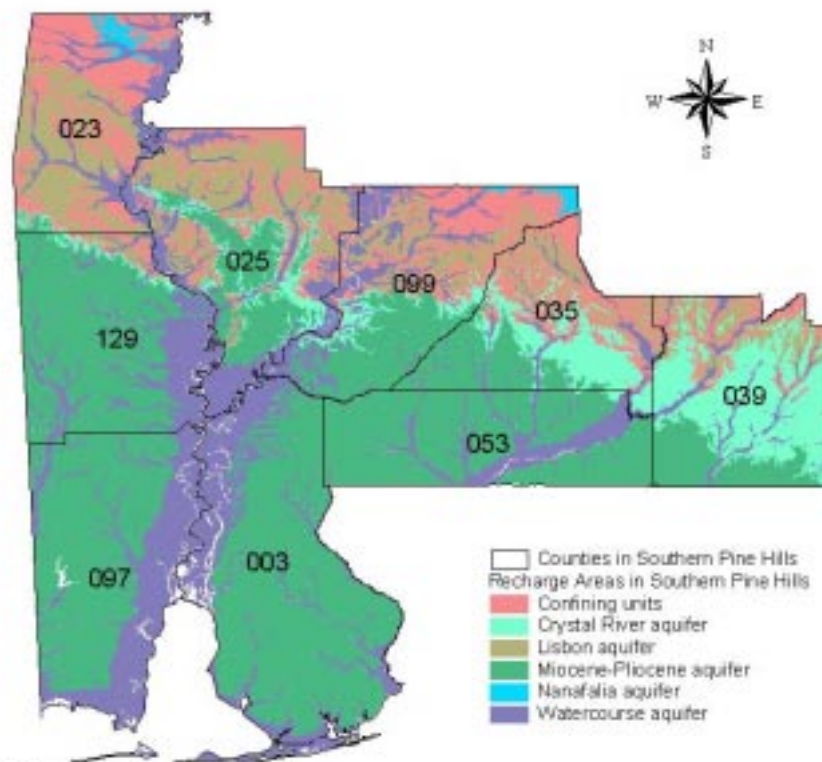 N
W E
S
023
025
099
035
129
039
053
097
003
Counties in Southern Pine Hills
Recharge Areas in Southern Pine Hills
Confining units
Crystal River aquifer
Lisbon aquifer
Miocene-Pliocene aquifer
Nanafalia aquifer
Watercourse aquifer